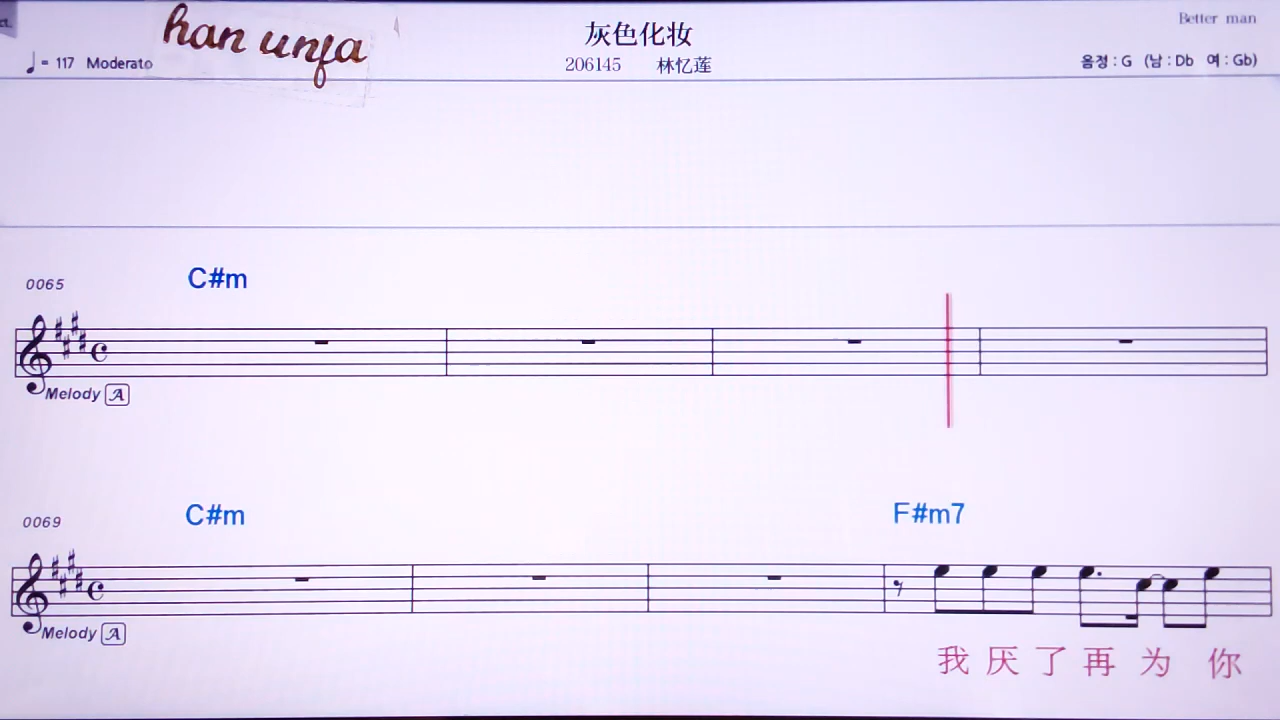 han unfa
灰色化妆
Better man
♩= 117 Moderato
206145 林忆莲
음정 : G (남 : Db 여 : Gb)
0065
C#m
Melody A
0069
C#m F#m7
Melody A
我 厌 了 再 为 你